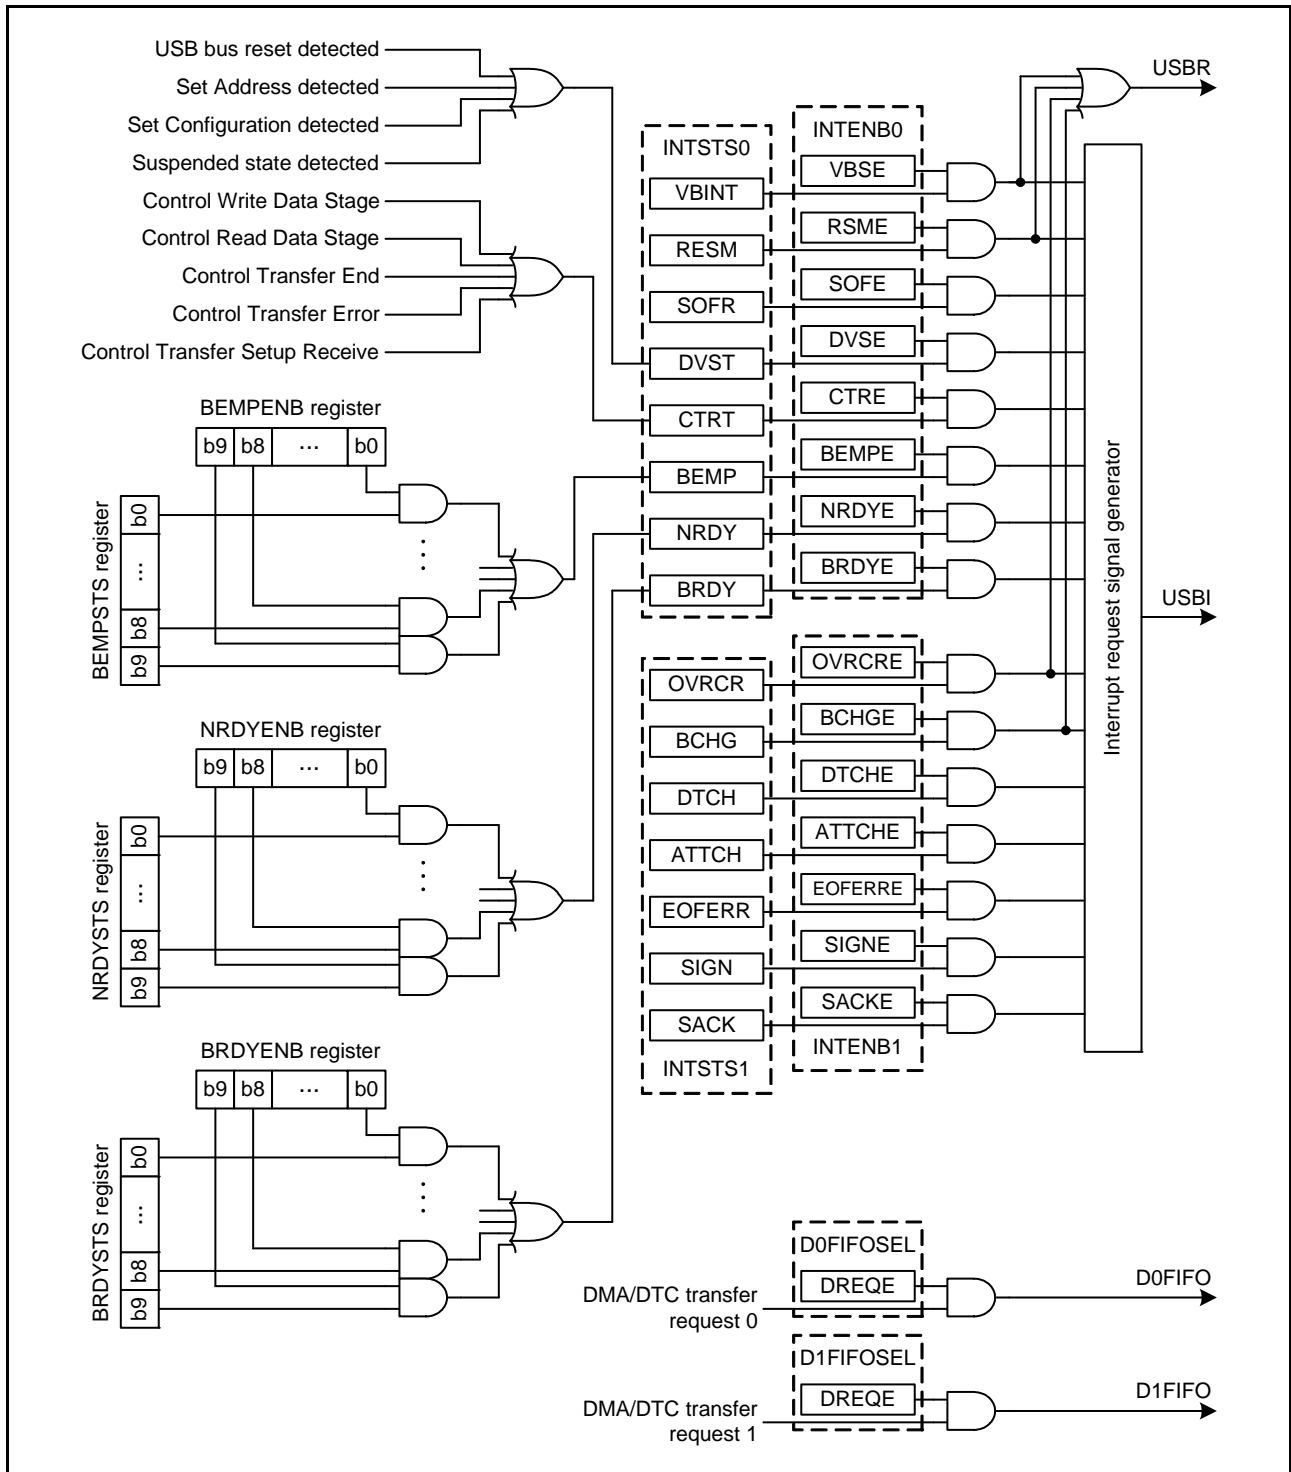 USB bus reset detected
Set Address detected
Set Configuration detected
Suspended state detected
Control Write Data Stage
Control Read Data Stage
Control Transfer End
Control Transfer Error
Control Transfer Setup Receive
BEMPENB register
b9 b8 ... b0
BEMPSTS register
b0
...
b8
b9
NRDYENB register
b9 b8 ... b0
NRDYSTS register
b0
...
b8
b9
BRDYENB register
b9 b8 ... b0
BRDYSTS register
b0
...
b8
b9
INTSTS0
VBINT
RESM
SOFR
DVST
CTRT
BEMP
NRDY
BRDY
INTENB0
VBSE
RSME
SOFE
DVSE
CTRE
BEMPE
NRDYE
BRDYE
OVRCR
BCHG
DTCH
ATTCH
EOFERR
SIGN
SACK
INTSTS1
OVRCRE
BCHGE
DTCHE
ATTCHE
EOFERRE
SIGNE
SACKE
INTENB1
Interrupt request signal generator
USBR
USBI
D0FIFOSEL
DREQE
DMA/DTC transfer
request 0
D0FIFO
D1FIFOSEL
DREQE
DMA/DTC transfer
request 1
D1FIFO